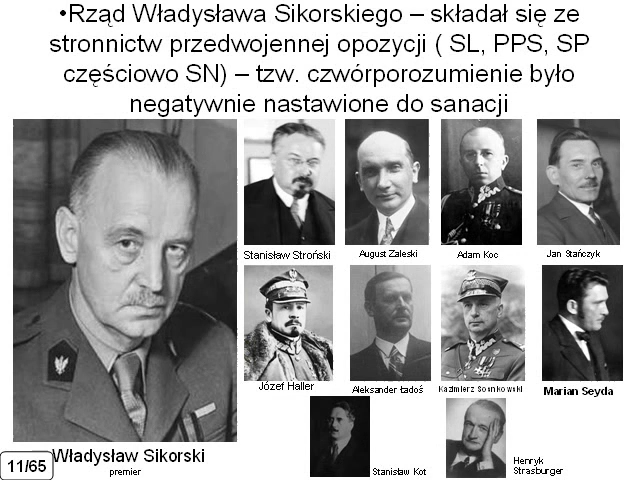 •Rząd Władysława Sikorskiego – składał się ze
stronnictw przedwojennej opozycji ( SL, PPS, SP
częściowo SN) – tzw. czwórporozumienie było
negatywnie nastawione do sanacji
Stanisław Stroński
August Zaleski
Adam Koc
Jan Stańczyk
Józef Haller
Aleksander Ładoś
Kazimierz Sosnkowski
Marian Seyda
Władysław Sikorski
premier
Stanisław Kot
Henryk
Strasburger
11/65